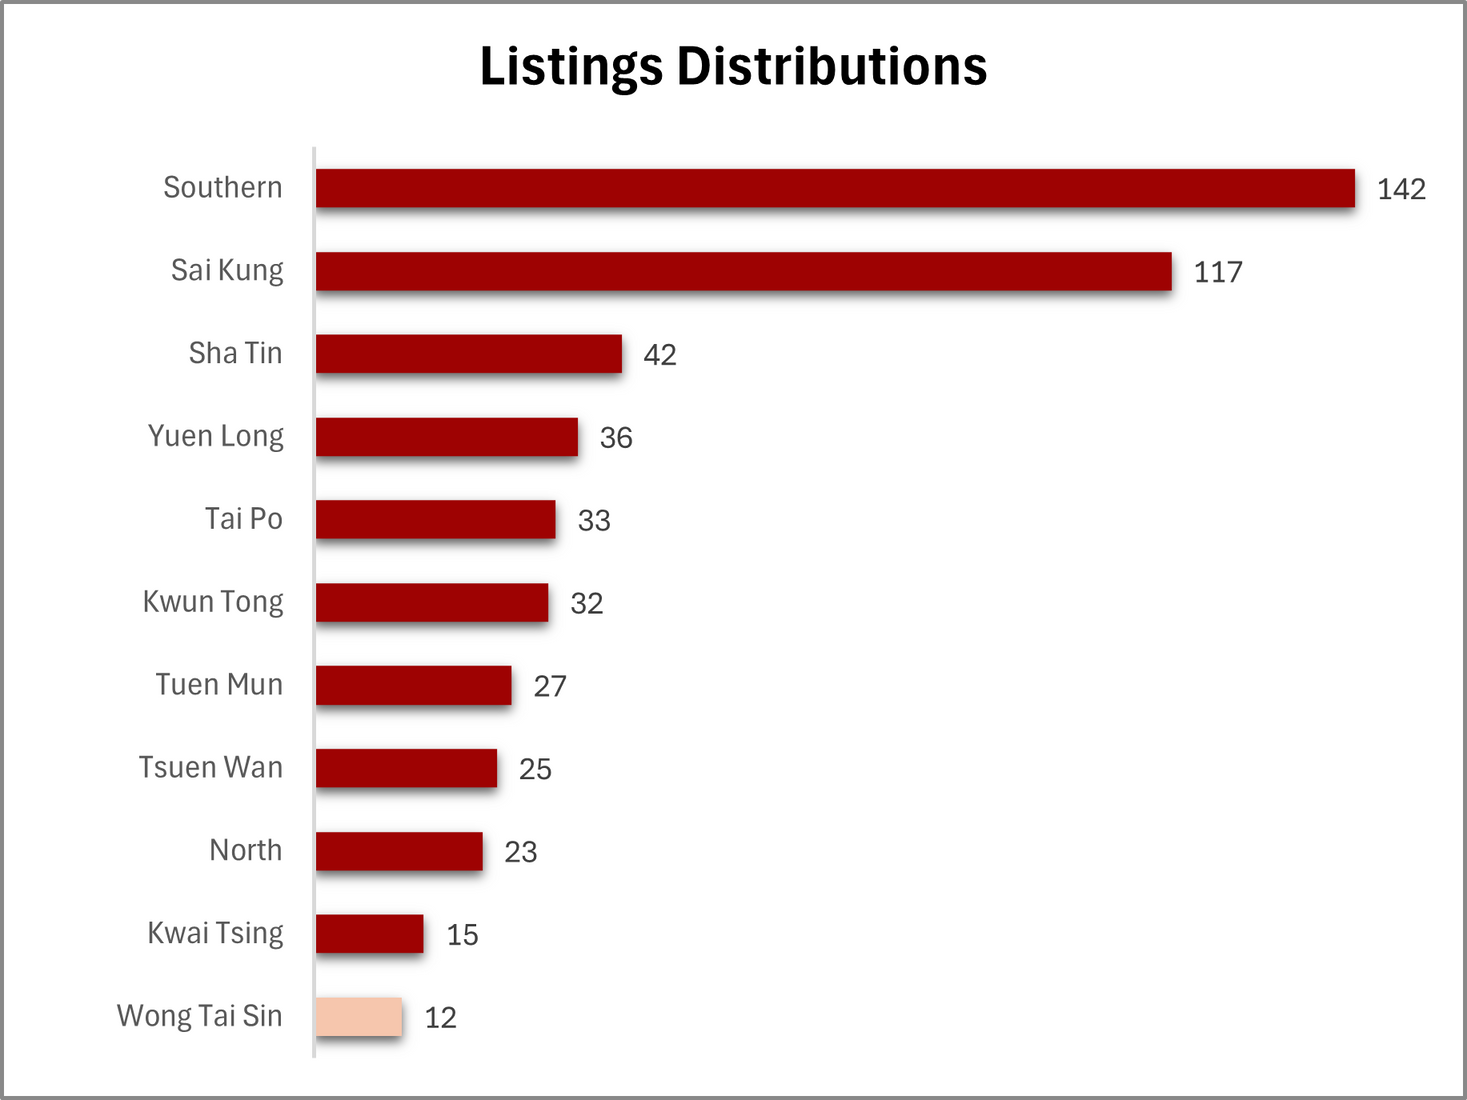 Listings Distributions
Southern 142
Sai Kung 117
Sha Tin 42
Yuen Long 36
Tai Po 33
Kwun Tong 32
Tuen Mun 27
Tsuen Wan 25
North 23
Kwai Tsing 15
Wong Tai Sin 12